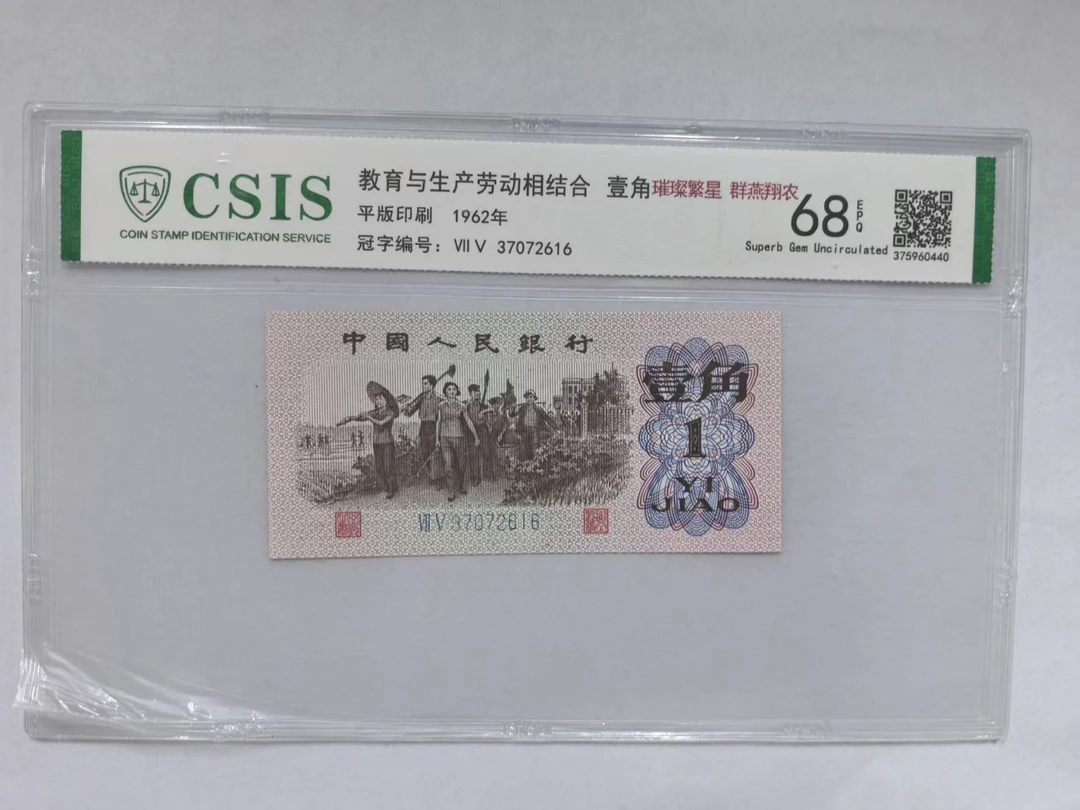 CSIS
COIN STAMP IDENTIFICATION SERVICE
教育与生产劳动相结合 壹角 璀璨繁星 群燕翔农
平版印刷 1962年
冠字编号: VII V 37072616
68 EPQ
Superb Gem Uncirculated
375960440
中國人民銀行
壹角
1
YI
JIAO
VII V 37072616